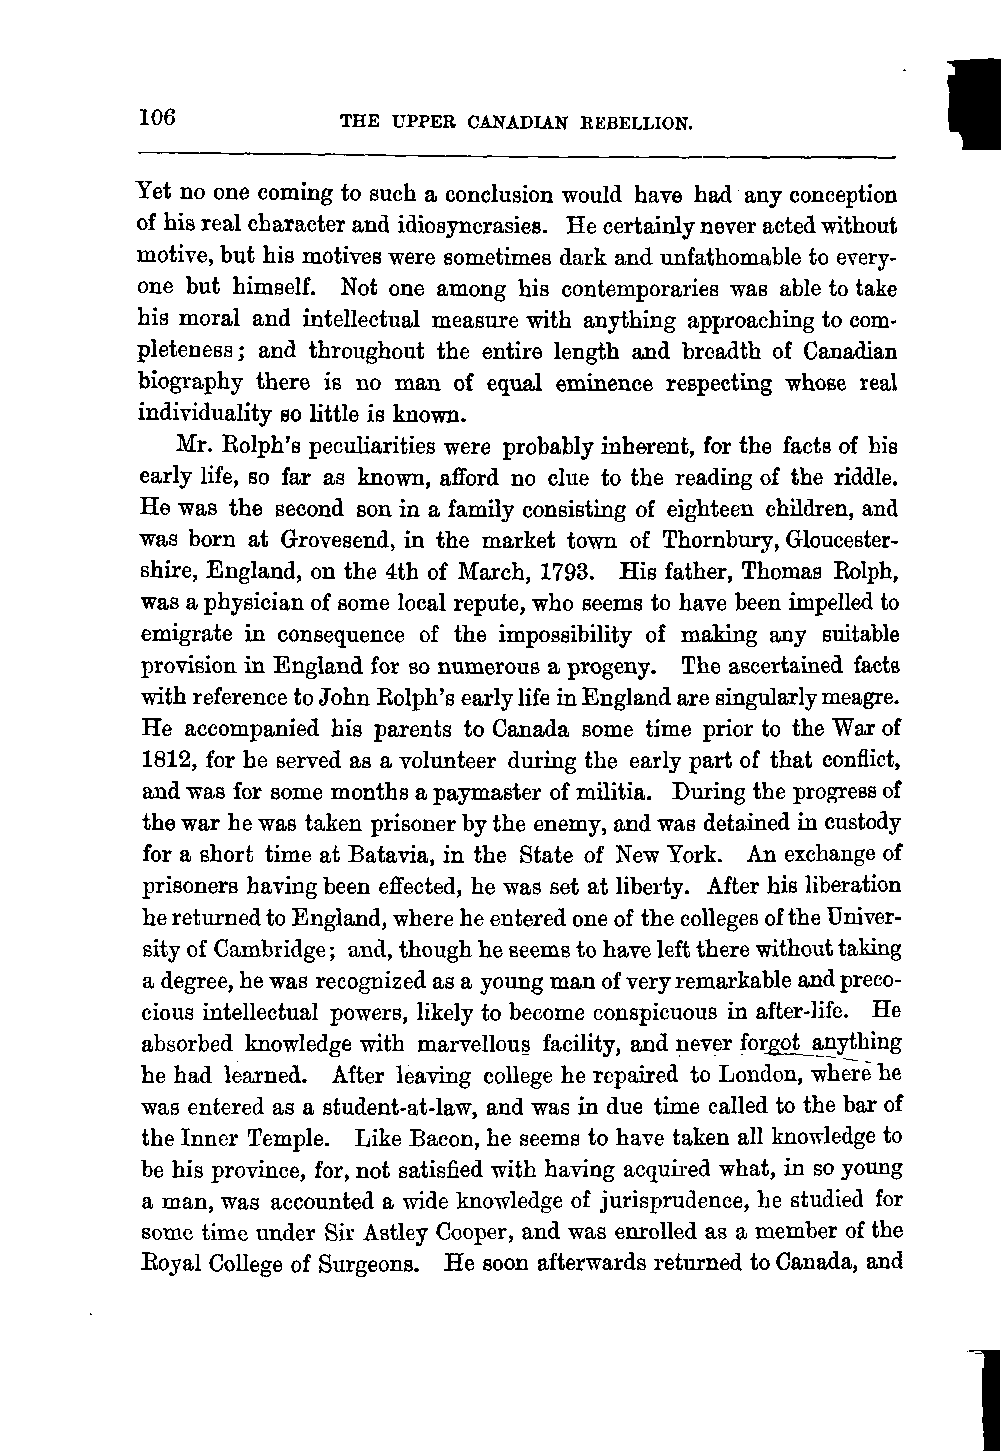 106 THE UPPER CANADIAN REBELLION.
Yet no one coming to such a conclusion would have had any conception
of his real character and idiosyncrasies. He certainly never acted without
motive, but his motives were sometimes dark and unfathomable to every-
one but himself. Not one among his contemporaries was able to take
his moral and intellectual measure with anything approaching to com-
pleteness; and throughout the entire length and breadth of Canadian
biography there is no man of equal eminence respecting whose real
individuality so little is known.
Mr. Rolph's peculiarities were probably inherent, for the facts of his
early life, so far as known, afford no clue to the reading of the riddle.
He was the second son in a family consisting of eighteen children, and
was born at Grovesend, in the market town of Thornbury, Gloucester-
shire, England, on the 4th of March, 1793. His father, Thomas Rolph,
was a physician of some local repute, who seems to have been impelled to
emigrate in consequence of the impossibility of making any suitable
provision in England for so numerous a progeny. The ascertained facts
with reference to John Rolph's early life in England are singularly meagre.
He accompanied his parents to Canada some time prior to the War of
1812, for he served as a volunteer during the early part of that conflict,
and was for some months a paymaster of militia. During the progress of
the war he was taken prisoner by the enemy, and was detained in custody
for a short time at Batavia, in the State of New York. An exchange of
prisoners having been effected, he was set at liberty. After his liberation
he returned to England, where he entered one of the colleges of the Univer-
sity of Cambridge; and, though he seems to have left there without taking
a degree, he was recognized as a young man of very remarkable and preco-
cious intellectual powers, likely to become conspicuous in after-life. He
absorbed knowledge with marvellous facility, and never forgot anything
he had learned. After leaving college he repaired to London, where he
was entered as a student-at-law, and was in due time called to the bar of
the Inner Temple. Like Bacon, he seems to have taken all knowledge to
be his province, for, not satisfied with having acquired what, in so young
a man, was accounted a wide knowledge of jurisprudence, he studied for
some time under Sir Astley Cooper, and was enrolled as a member of the
Royal College of Surgeons. He soon afterwards returned to Canada, and